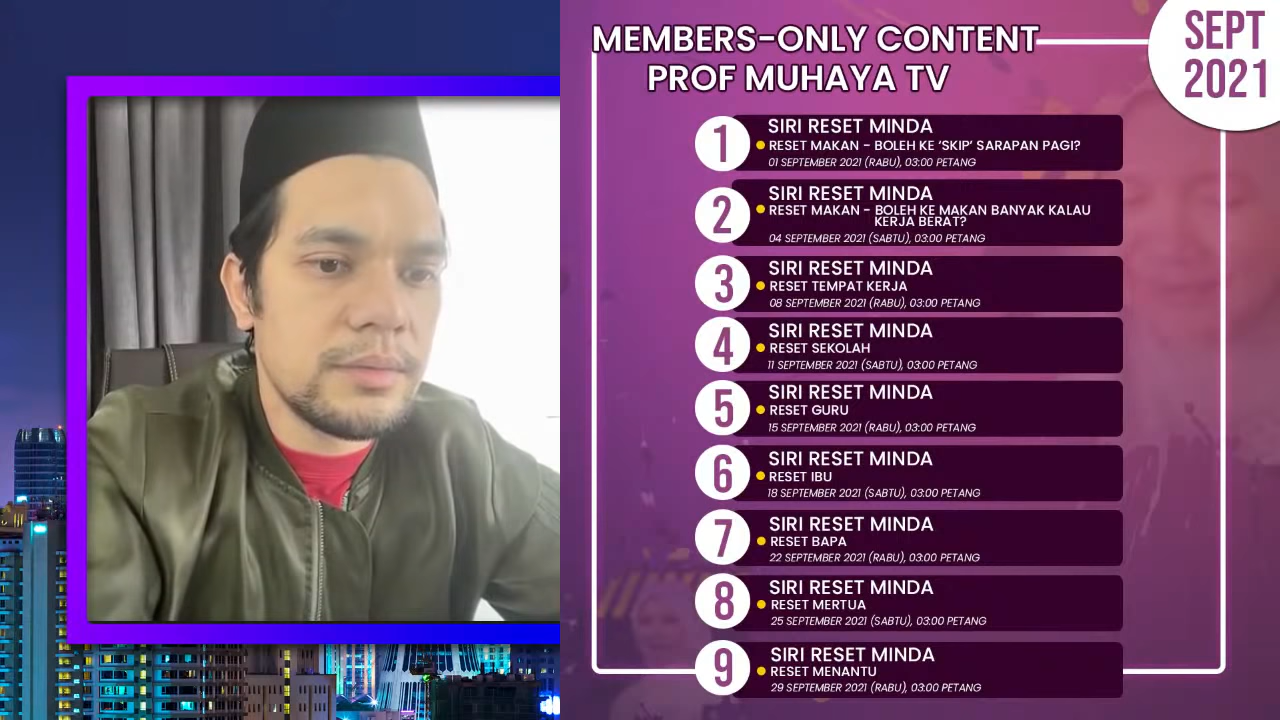 MEMBERS-ONLY CONTENT
PROF MUHAYA TV
SEPT
2021
1
SIRI RESET MINDA
RESET MAKAN - BOLEH KE 'SKIP' SARAPAN PAGI?
01 SEPTEMBER 2021 (RABU), 03:00 PETANG
2
SIRI RESET MINDA
RESET MAKAN - BOLEH KE MAKAN BANYAK KALAU
KERJA BERAT?
04 SEPTEMBER 2021 (SABTU), 03:00 PETANG
3
SIRI RESET MINDA
RESET TEMPAT KERJA
08 SEPTEMBER 2021 (RABU), 03:00 PETANG
4
SIRI RESET MINDA
RESET SEKOLAH
11 SEPTEMBER 2021 (SABTU), 03:00 PETANG
5
SIRI RESET MINDA
RESET GURU
15 SEPTEMBER 2021 (RABU), 03:00 PETANG
6
SIRI RESET MINDA
RESET IBU
18 SEPTEMBER 2021 (SABTU), 03:00 PETANG
7
SIRI RESET MINDA
RESET BAPA
22 SEPTEMBER 2021 (RABU), 03:00 PETANG
8
SIRI RESET MINDA
RESET MERTUA
25 SEPTEMBER 2021 (SABTU), 03:00 PETANG
9
SIRI RESET MINDA
RESET MENANTU
29 SEPTEMBER 2021 (RABU), 03:00 PETANG